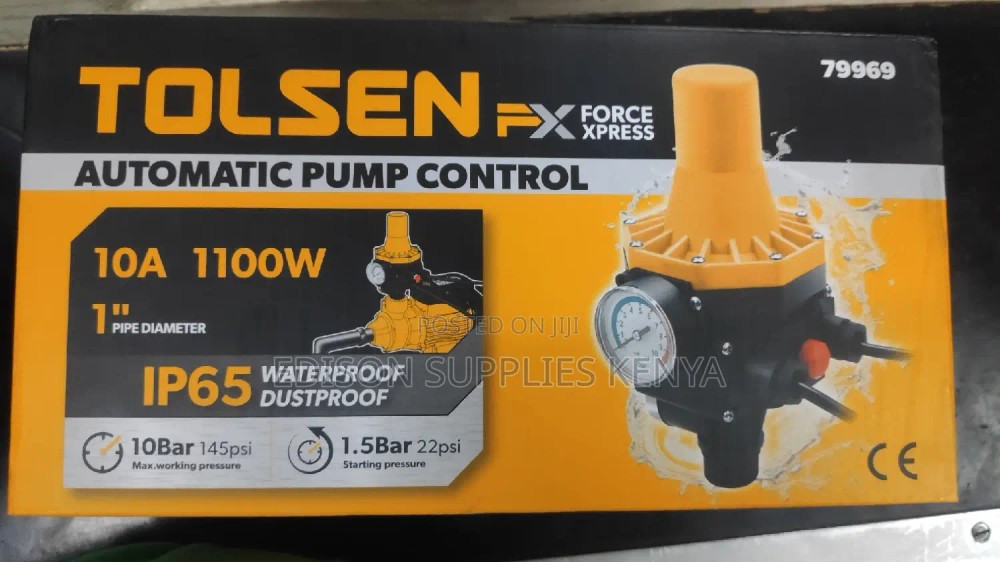 TOLSEN FX FORCE XPRESS
79969
AUTOMATIC PUMP CONTROL
10A 1100W
1" PIPE DIAMETER
IP65 WATERPROOF DUSTPROOF
10Bar 145psi
Max.working pressure
1.5Bar 22psi
Starting pressure
CE
POSTED ON JIJI
EDISON SUPPLIES KENYA